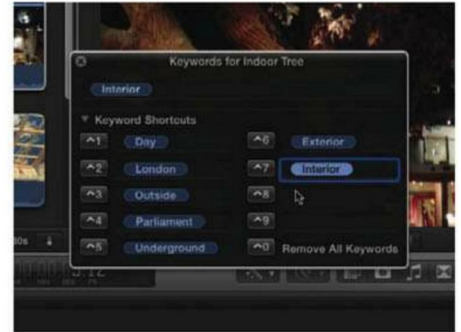 Keywords for Indoor Tree
Interior
Keyword Shortcuts
^1 Day
^2 London
^3 Outside
^4 Parliament
^5 Underground
^6 Exterior
^7 Interior
^8
^9
^0 Remove All Keywords